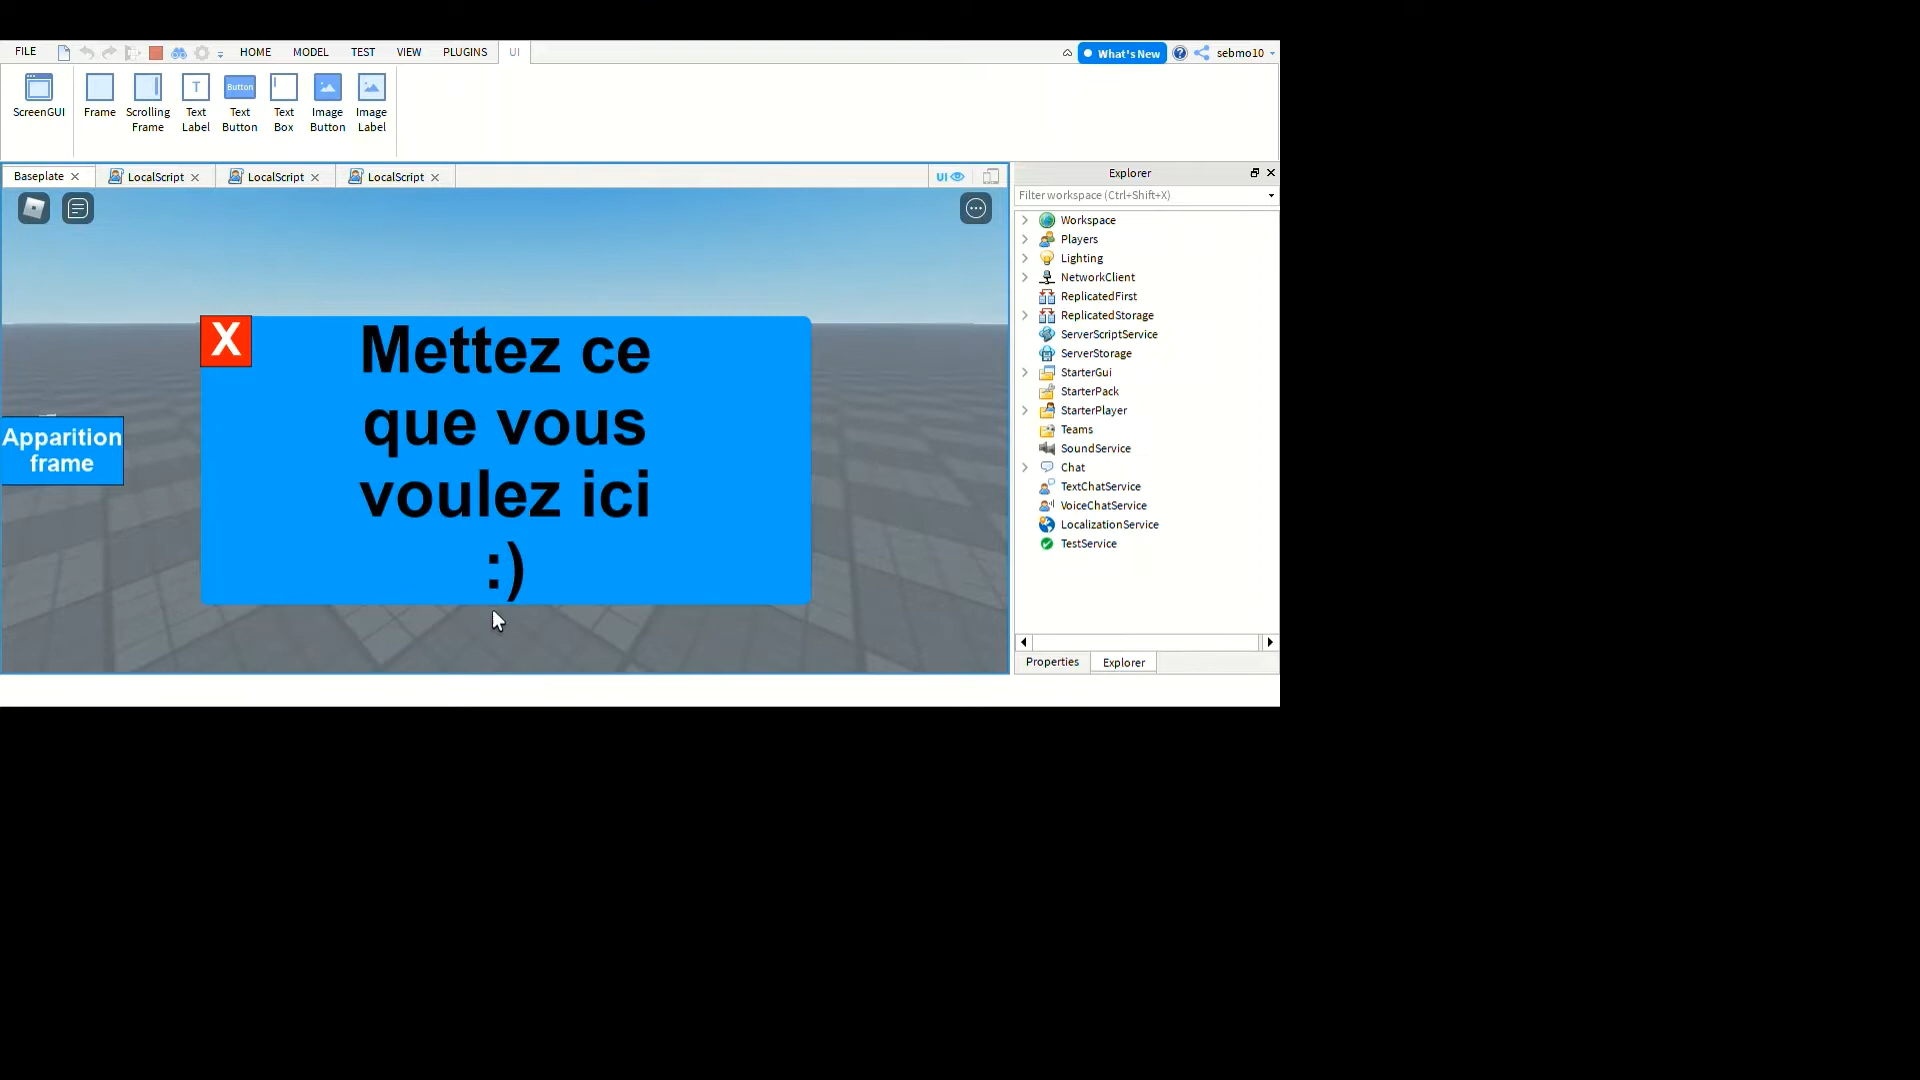 FILE
HOME
MODEL
TEST
VIEW
PLUGINS
UI
What's New
sebmo10
ScreenGUI
Frame
Scrolling
Frame
T
Text
Label
Button
Text
Button
Text
Box
Image
Button
Image
Label
Baseplate
LocalScript
LocalScript
LocalScript
UI
X
Mettez ce
que vous
voulez ici
:)
Apparition
frame
Explorer
Filter workspace (Ctrl+Shift+X)
Workspace
Players
Lighting
NetworkClient
ReplicatedFirst
ReplicatedStorage
ServerScriptService
ServerStorage
StarterGui
StarterPack
StarterPlayer
Teams
SoundService
Chat
TextChatService
VoiceChatService
LocalizationService
TestService
Properties
Explorer